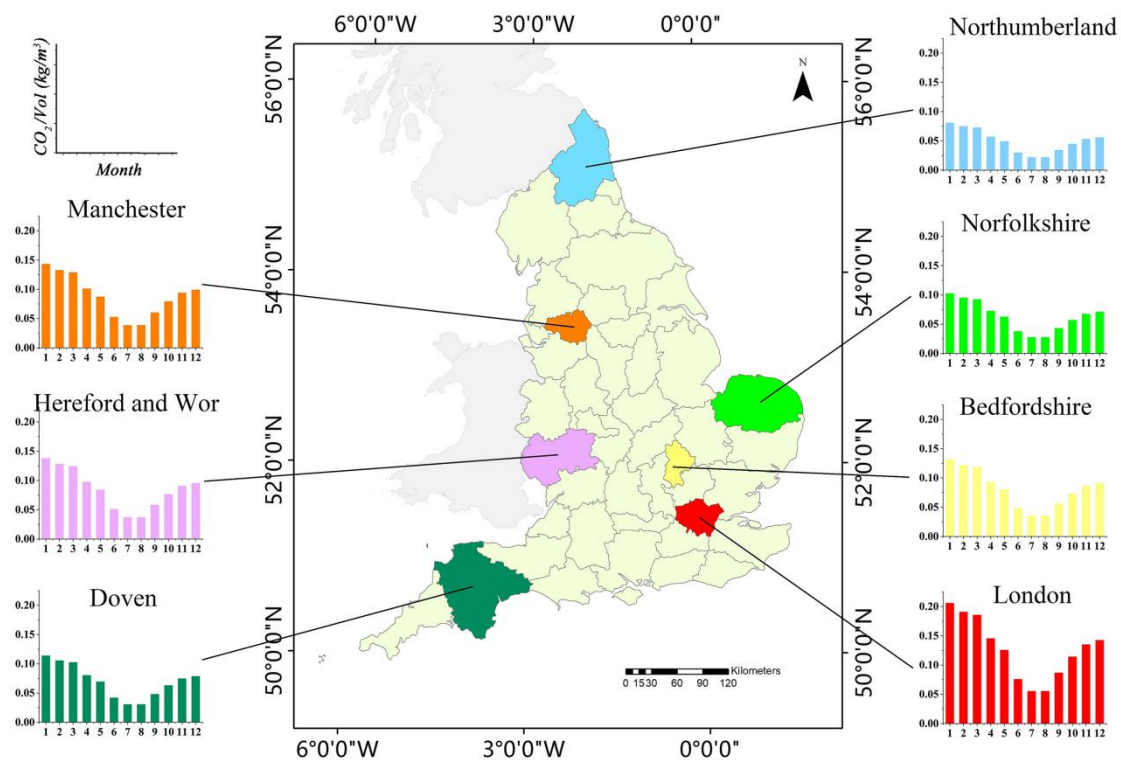 6°0'0"W 3°0'0"W 0°0'0"
CO2/Vol (kg/m³)
Month
N
56°0'0"N
54°0'0"N
52°0'0"N
50°0'0"N
56°0'0"N
54°0'0"N
52°0'0"N
50°0'0"N
Manchester
0.20
0.15
0.10
0.05
0.00
1 2 3 4 5 6 7 8 9 10 11 12
Hereford and Wor
0.20
0.15
0.10
0.05
0.00
1 2 3 4 5 6 7 8 9 10 11 12
Doven
0.20
0.15
0.10
0.05
0.00
1 2 3 4 5 6 7 8 9 10 11 12
Northumberland
0.20
0.15
0.10
0.05
0.00
1 2 3 4 5 6 7 8 9 10 11 12
Norfolkshire
0.20
0.15
0.10
0.05
0.00
1 2 3 4 5 6 7 8 9 10 11 12
Bedfordshire
0.20
0.15
0.10
0.05
0.00
1 2 3 4 5 6 7 8 9 10 11 12
London
0.20
0.15
0.10
0.05
0.00
1 2 3 4 5 6 7 8 9 10 11 12
Kilometers
0 1530 60 90 120
6°0'0"W 3°0'0"W 0°0'0"